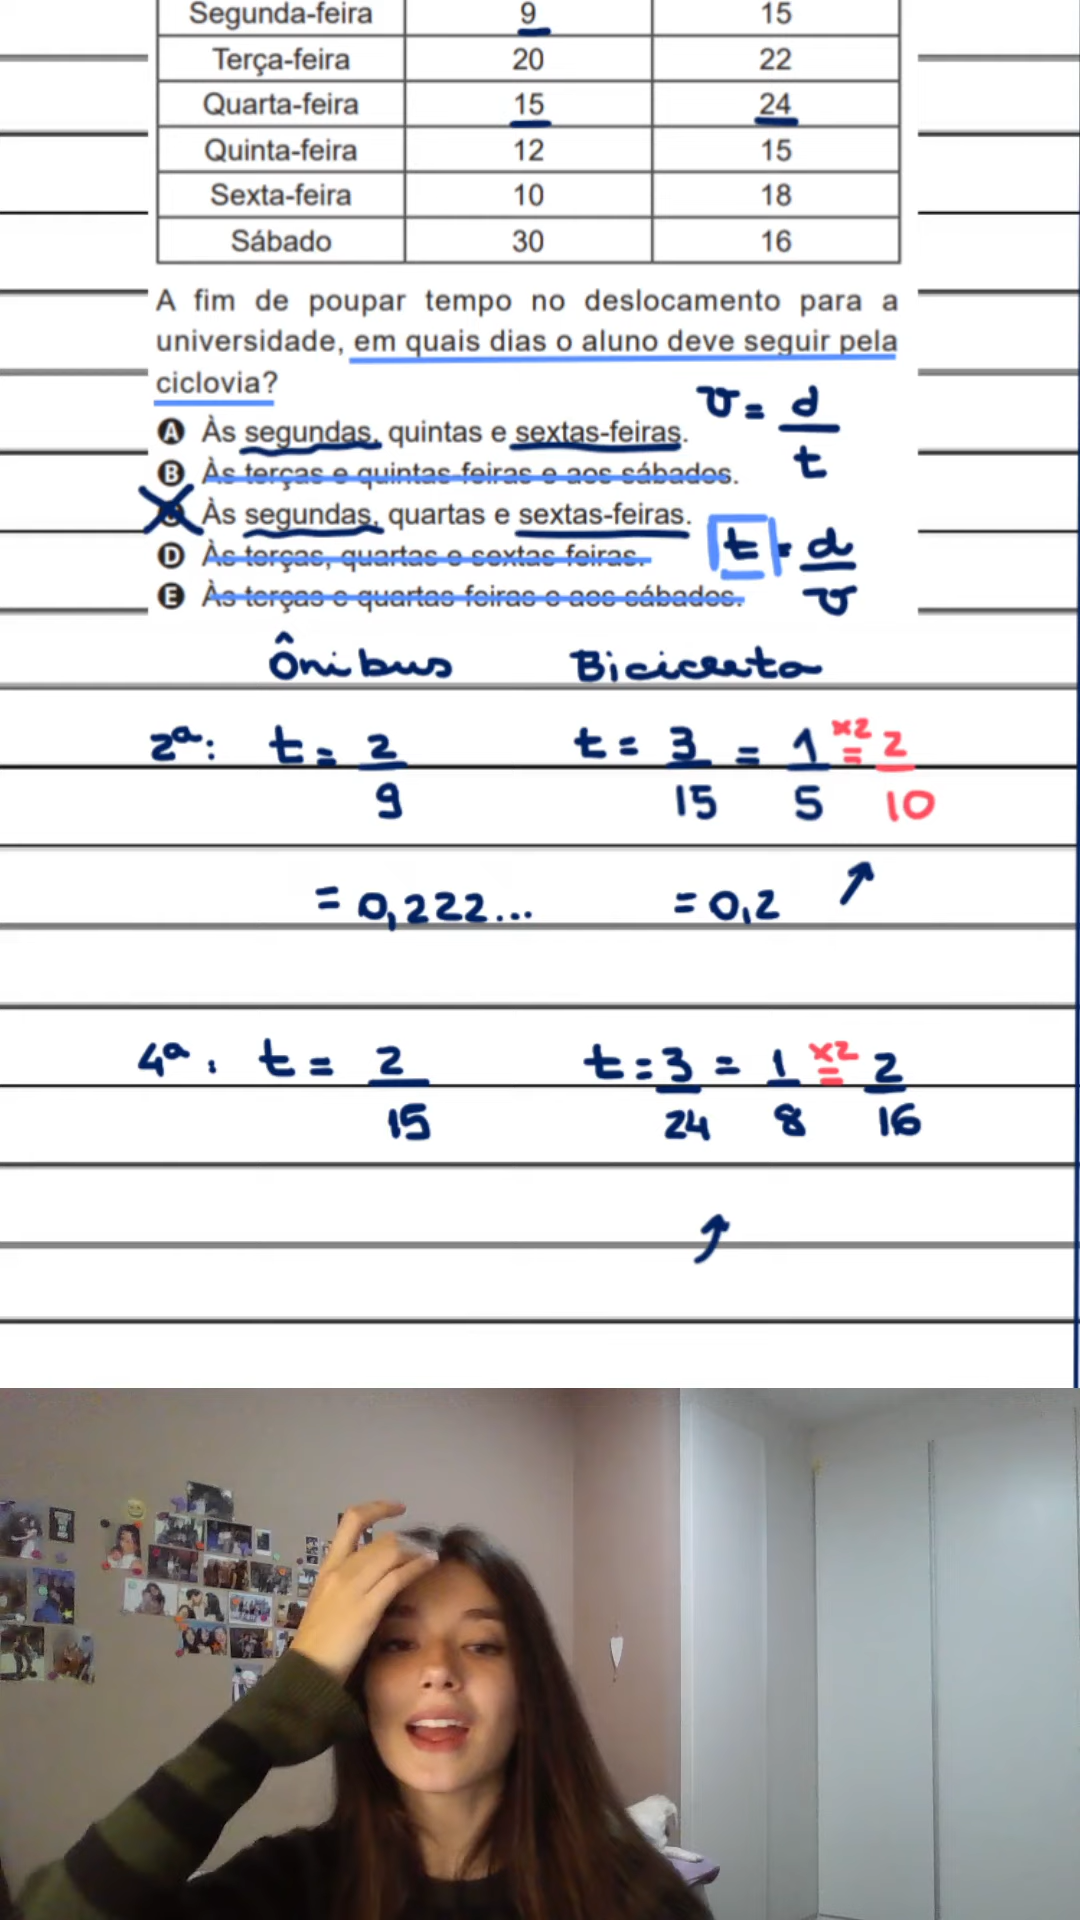 Segunda-feira 9 15
Terça-feira 20 22
Quarta-feira 15 24
Quinta-feira 12 15
Sexta-feira 10 18
Sábado 30 16
A fim de poupar tempo no deslocamento para a
universidade, em quais dias o aluno deve seguir pela
ciclovia?
A Às segundas, quintas e sextas-feiras.
B Às terças e quintas-feiras e aos sábados.
C Às segundas, quartas e sextas-feiras.
D Às terças, quartas e sextas-feiras.
E Às terças e quartas-feiras e aos sábados.
v = d/t
t = d/v
Ônibus Bicicleta
2ª: t = 2/9 t = 3/15 = 1/5 x2 = 2/10
= 0,222... = 0,2
4ª: t = 2/15 t = 3/24 = 1/8 x2 = 2/16